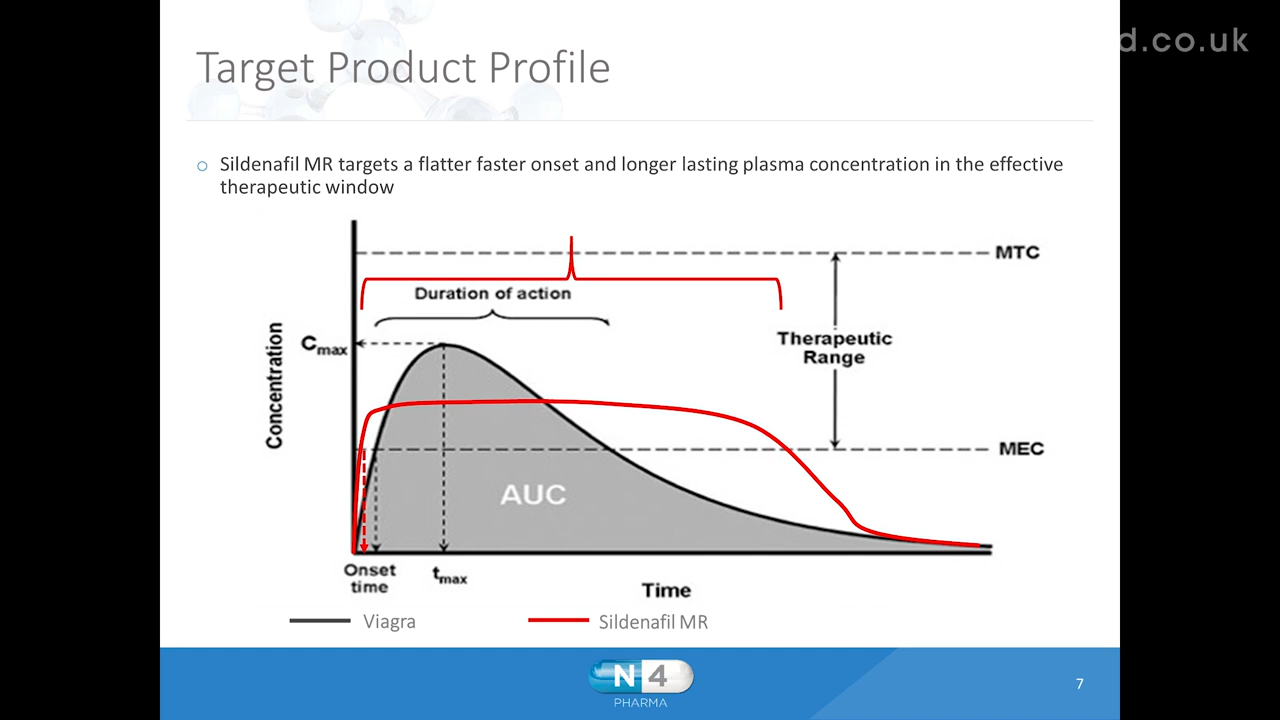 d.co.uk
Target Product Profile
Sildenafil MR targets a flatter faster onset and longer lasting plasma concentration in the effective
therapeutic window
MTC
Duration of action
Therapeutic
Range
Cmax
Concentration
MEC
AUC
Onset
time
tmax
Time
Viagra
Sildenafil MR
N4
PHARMA
7